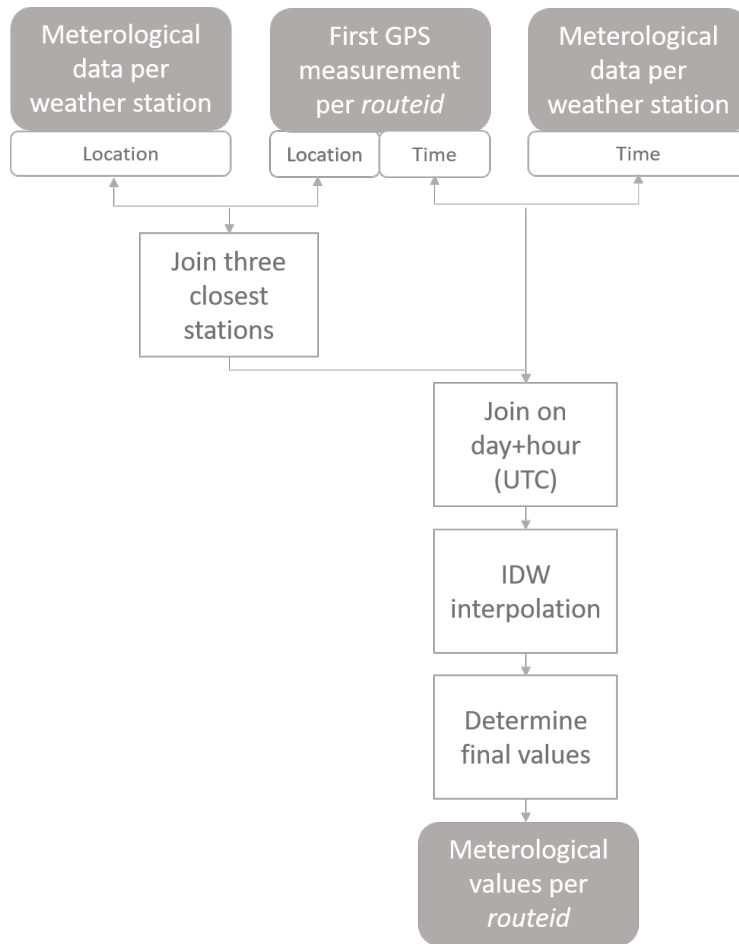 Meterological
data per
weather station
Location
First GPS
measurement
per routeid
Location
Time
Meterological
data per
weather station
Time
Join three
closest
stations
Join on
day+hour
(UTC)
IDW
interpolation
Determine
final values
Meterological
values per
routeid